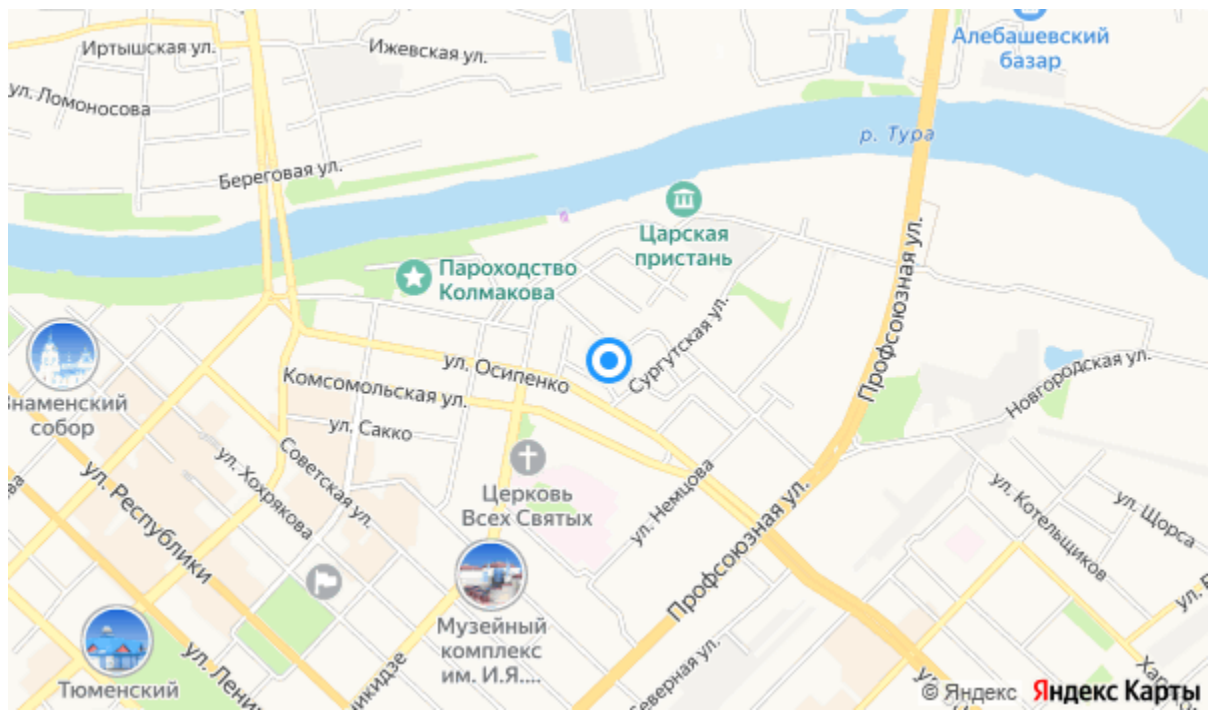 Иртышская ул.
Ижевская ул.
Алебашевский
базар
ул. Ломоносова
р. Тура
Береговая ул.
Царская
пристань
Профсоюзная ул.
Пароходство
Колмакова
Сургутская ул.
ул. Осипенко
Новгородская ул.
Комсомольская ул.
Знаменский
собор
ул. Сакко
Советская ул.
ул. Хохрякова
ул. Республики
Церковь
Всех Святых
ул. Немцова
Профсоюзная ул.
ул. Котельщиков
ул. Щорса
Музейный
комплекс
им. И.Я....
ул. Лени
Тюменский
никидзе
Северная ул.
© Яндекс Яндекс Карты